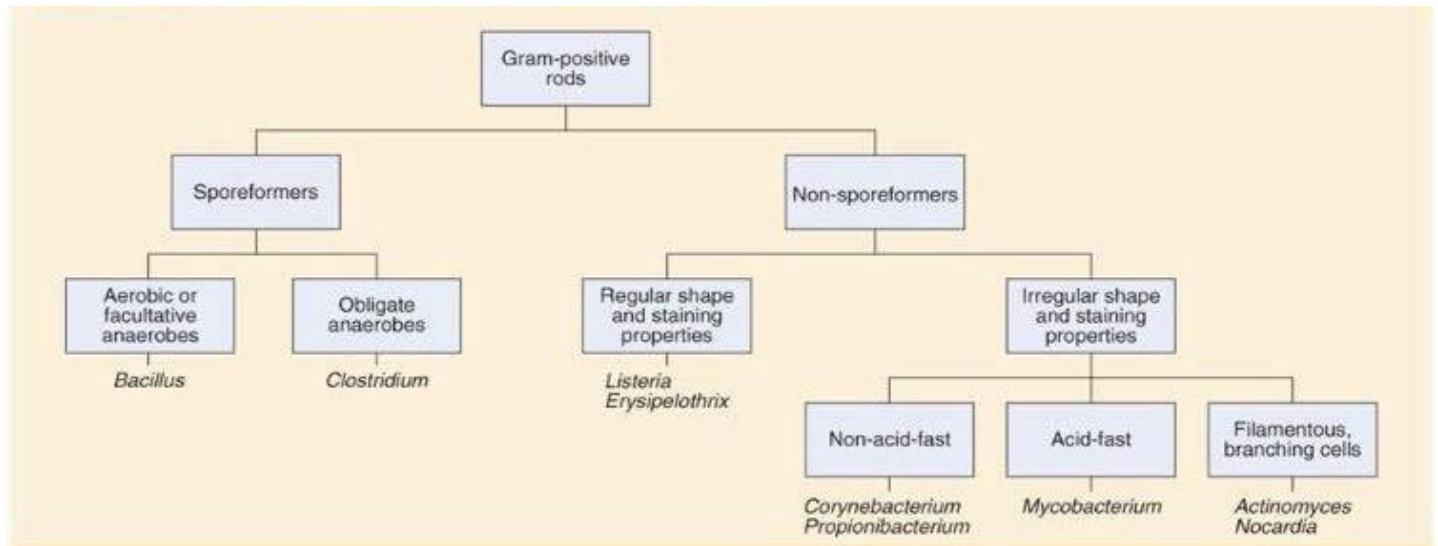 Gram-positive
rods
Sporeformers
Non-sporeformers
Aerobic or
facultative
anaerobes
Obligate
anaerobes
Regular shape
and staining
properties
Irregular shape
and staining
properties
Bacillus
Clostridium
Listeria
Erysipelothrix
Non-acid-fast
Acid-fast
Filamentous,
branching cells
Corynebacterium
Propionibacterium
Mycobacterium
Actinomyces
Nocardia